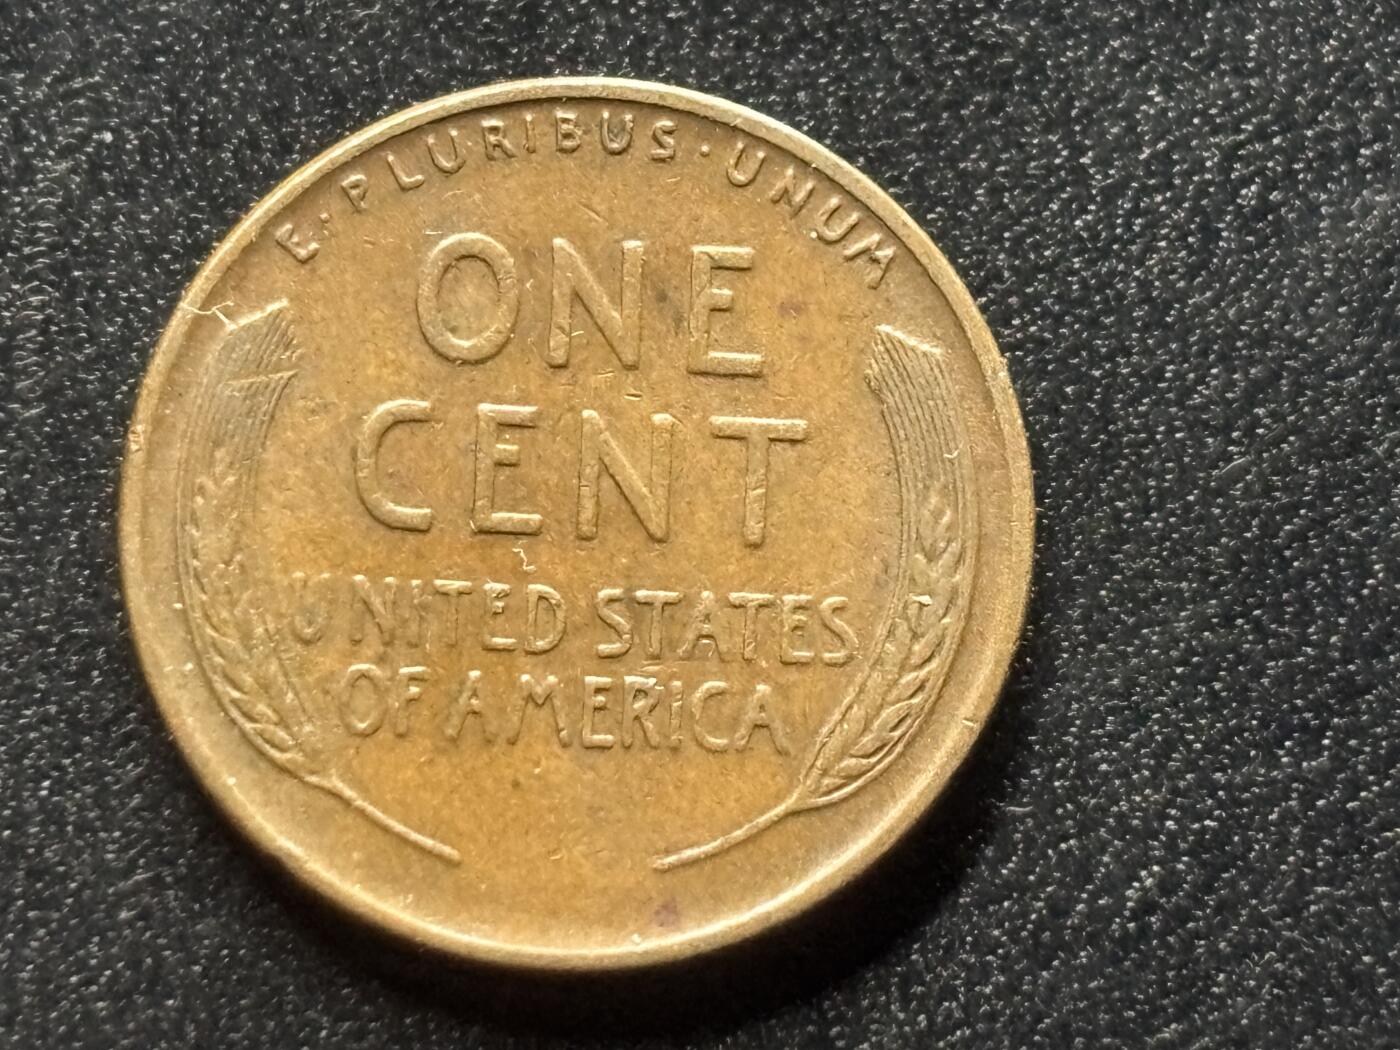 E·PLURIBUS·UNUM
ONE
CENT
UNITED STATES
OF AMERICA